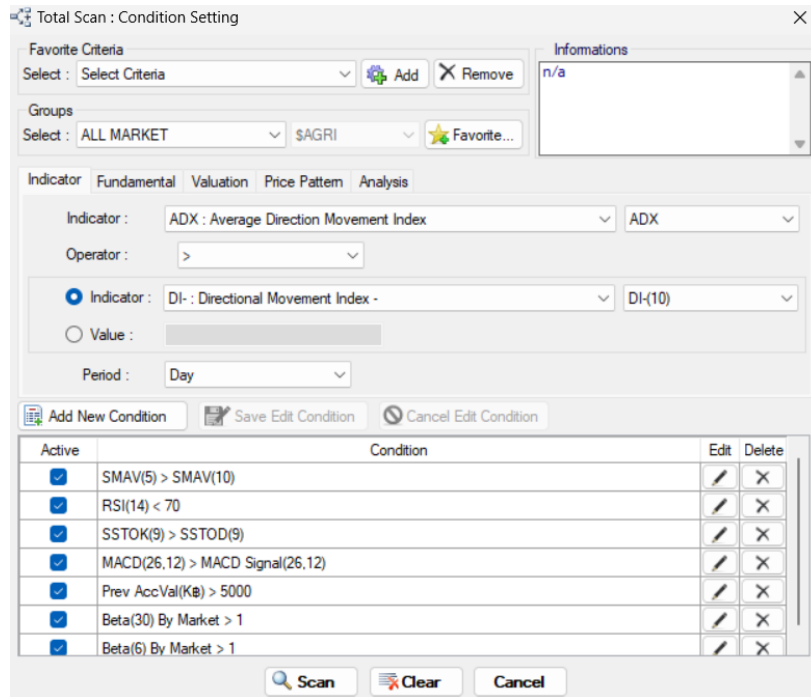 Total Scan : Condition Setting
Favorite Criteria
Select : Select Criteria Add Remove
Informations
n/a
Groups
Select : ALL MARKET $AGRI Favorite...
Indicator Fundamental Valuation Price Pattern Analysis
Indicator : ADX : Average Direction Movement Index ADX
Operator : >
Indicator : DI- : Directional Movement Index - DI-(10)
Value :
Period : Day
Add New Condition Save Edit Condition Cancel Edit Condition
Active Condition Edit Delete
SMAV(5) > SMAV(10)
RSI(14) < 70
SSTOK(9) > SSTOD(9)
MACD(26,12) > MACD Signal(26,12)
Prev AccVal(K฿) > 5000
Beta(30) By Market > 1
Beta(6) By Market > 1
Scan Clear Cancel